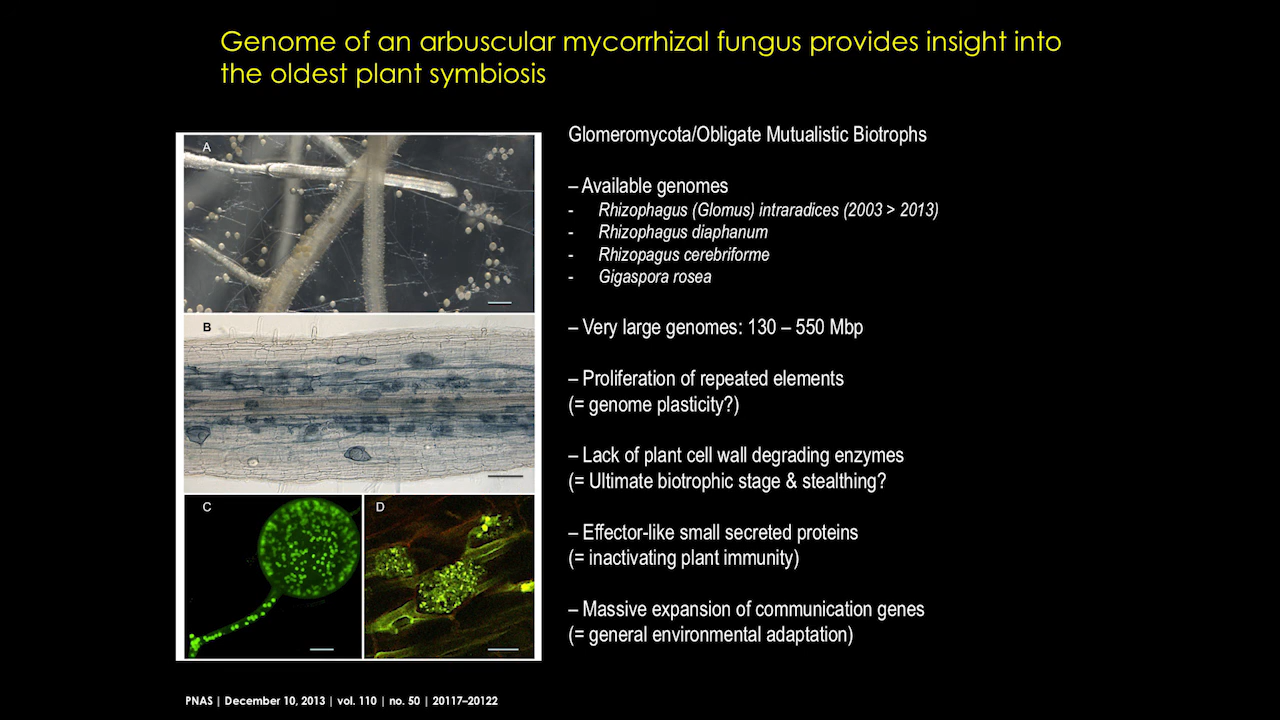 Genome of an arbuscular mycorrhizal fungus provides insight into
the oldest plant symbiosis
A
B
C
D
Glomeromycota/Obligate Mutualistic Biotrophs
– Available genomes
- Rhizophagus (Glomus) intraradices (2003 > 2013)
- Rhizophagus diaphanum
- Rhizopagus cerebriforme
- Gigaspora rosea
– Very large genomes: 130 – 550 Mbp
– Proliferation of repeated elements
(= genome plasticity?)
– Lack of plant cell wall degrading enzymes
(= Ultimate biotrophic stage & stealthing?
– Effector-like small secreted proteins
(= inactivating plant immunity)
– Massive expansion of communication genes
(= general environmental adaptation)
PNAS | December 10, 2013 | vol. 110 | no. 50 | 20117–20122